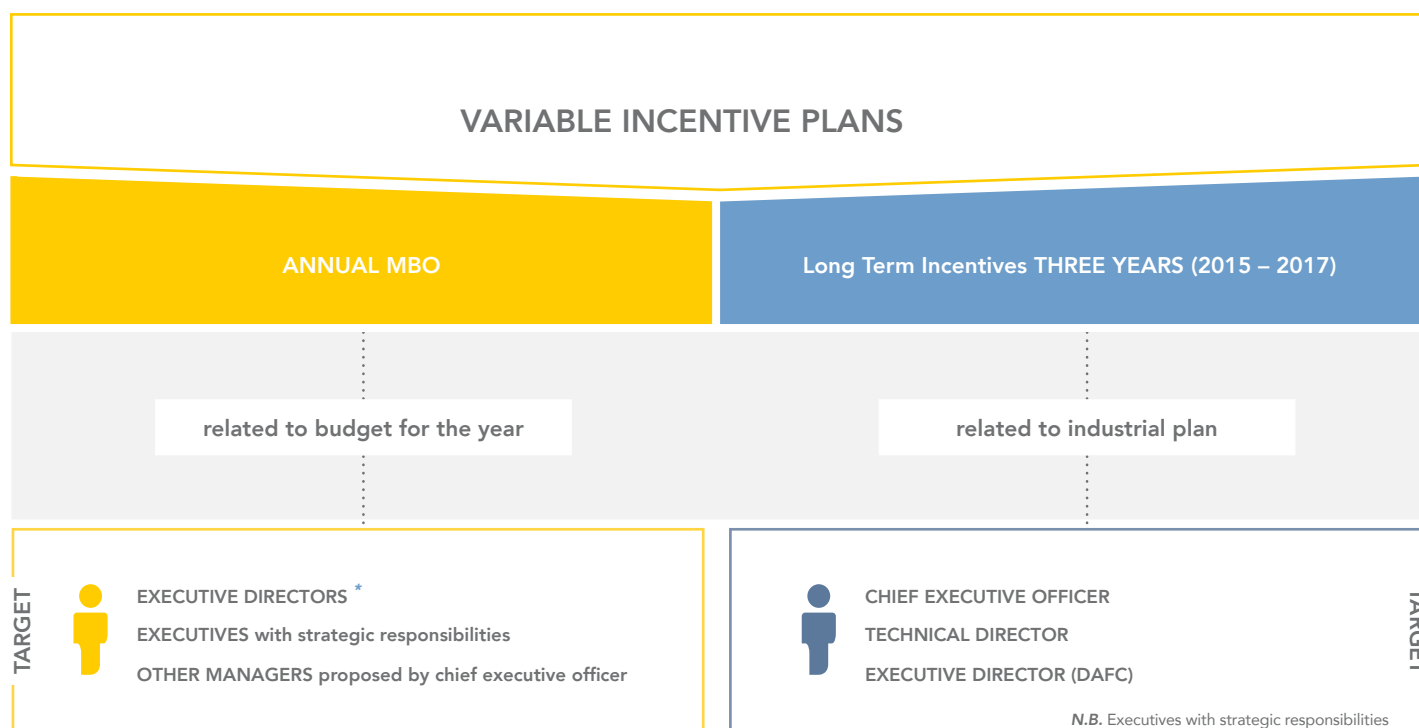 VARIABLE INCENTIVE PLANS
ANNUAL MBO
Long Term Incentives THREE YEARS (2015 – 2017)
related to budget for the year
related to industrial plan
TARGET
EXECUTIVE DIRECTORS *
EXECUTIVES with strategic responsibilities
OTHER MANAGERS proposed by chief executive officer
CHIEF EXECUTIVE OFFICER
TECHNICAL DIRECTOR
EXECUTIVE DIRECTOR (DAFC)
TARGET
N.B. Executives with strategic responsibilities